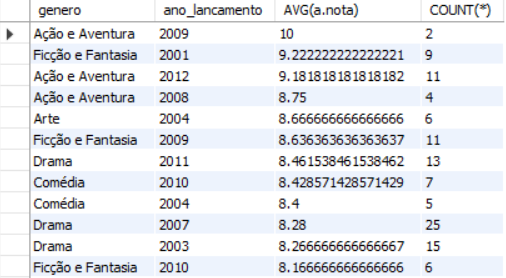 genero ano_lancamento AVG(a.nota) COUNT(*)
Ação e Aventura 2009 10 2
Ficção e Fantasia 2001 9.222222222222221 9
Ação e Aventura 2012 9.181818181818182 11
Ação e Aventura 2008 8.75 4
Arte 2004 8.666666666666666 6
Ficção e Fantasia 2009 8.636363636363637 11
Drama 2011 8.461538461538462 13
Comédia 2010 8.428571428571429 7
Comédia 2004 8.4 5
Drama 2007 8.28 25
Drama 2003 8.266666666666667 15
Ficção e Fantasia 2010 8.166666666666666 6